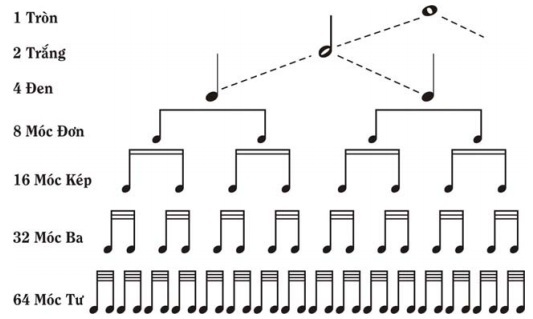 1 Tròn
2 Trắng
4 Đen
8 Móc Đơn
16 Móc Kép
32 Móc Ba
64 Móc Tư